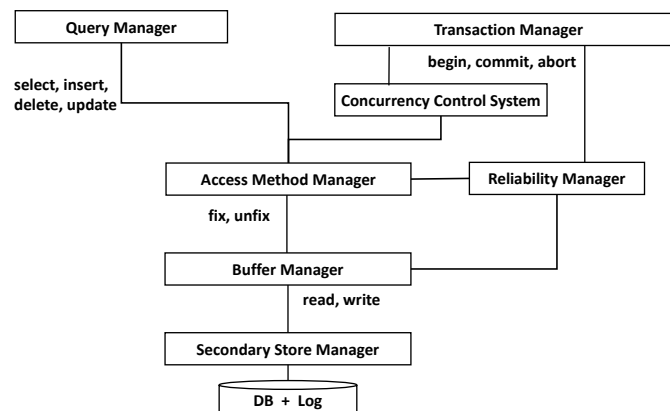 Query Manager
Transaction Manager
select, insert,
delete, update
begin, commit, abort
Concurrency Control System
Access Method Manager
Reliability Manager
fix, unfix
Buffer Manager
read, write
Secondary Store Manager
DB + Log